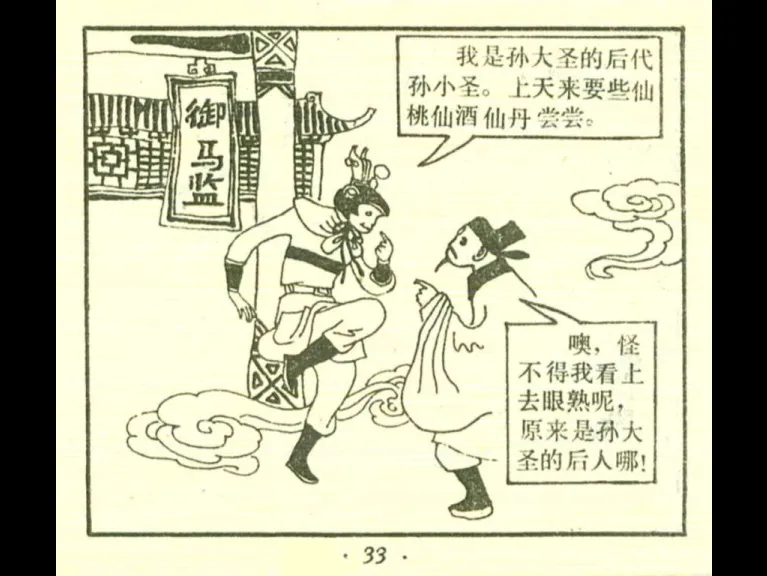 御马监
我是孙大圣的后代
孙小圣。上天来要些仙
桃仙酒仙丹尝尝。
噢，怪
不得我看上
去眼熟呢，
原来是孙大
圣的后人哪！
· 33 ·